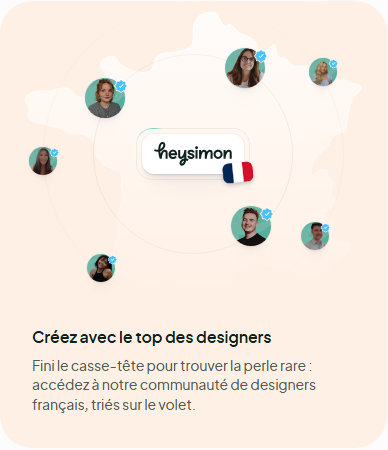 heysimon
Créez avec le top des designers
Fini le casse-tête pour trouver la perle rare :
accédez à notre communauté de designers
français, triés sur le volet.